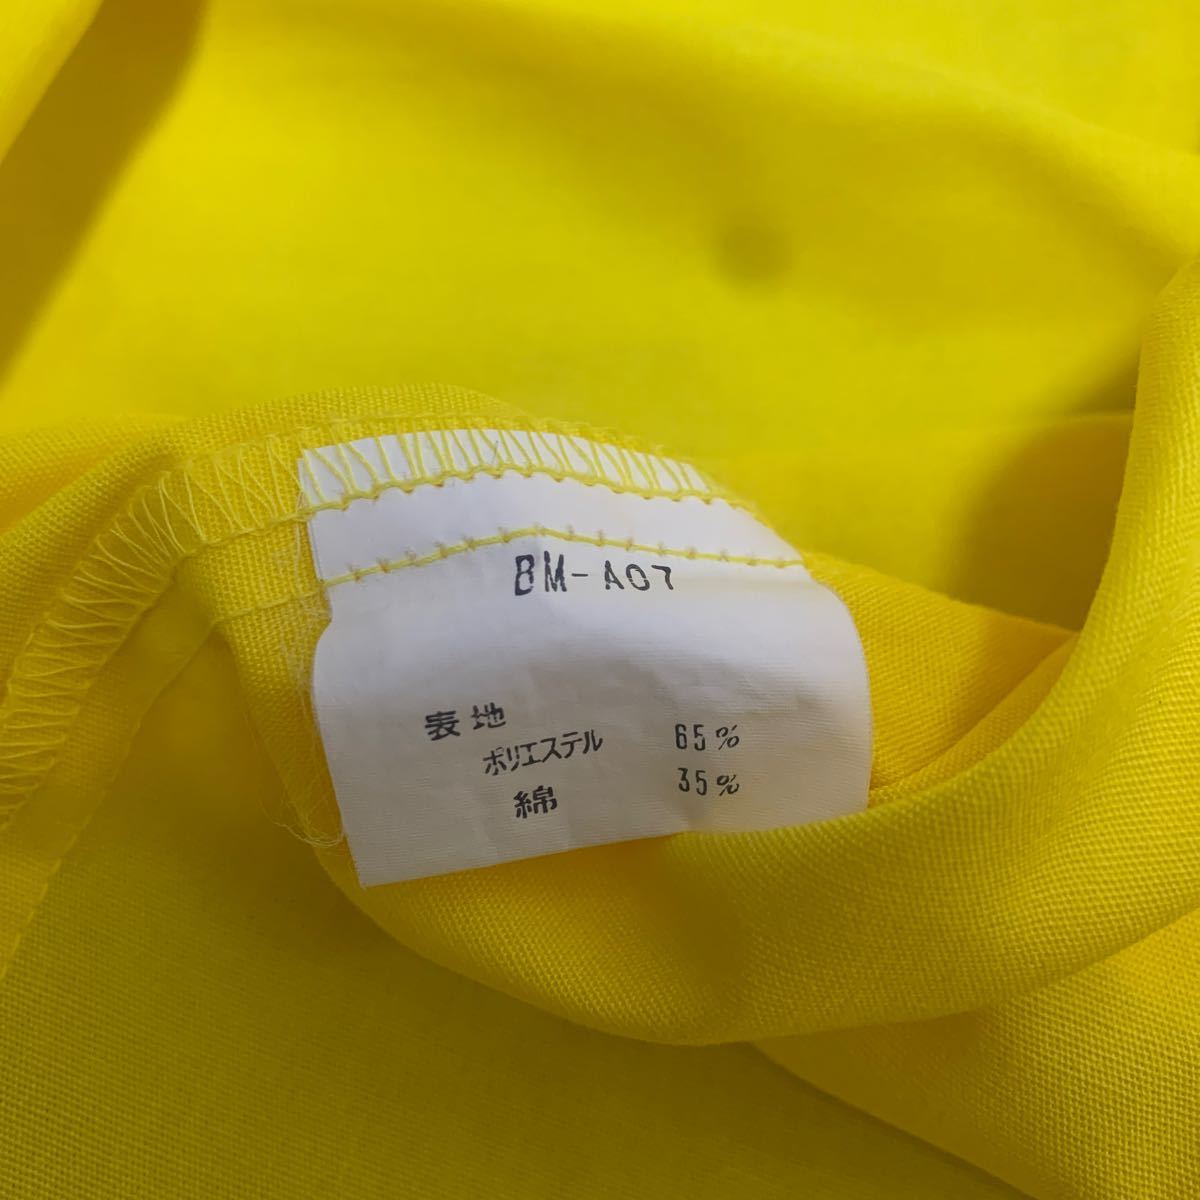 BM-A07
表地
ポリエステル 65%
綿 35%